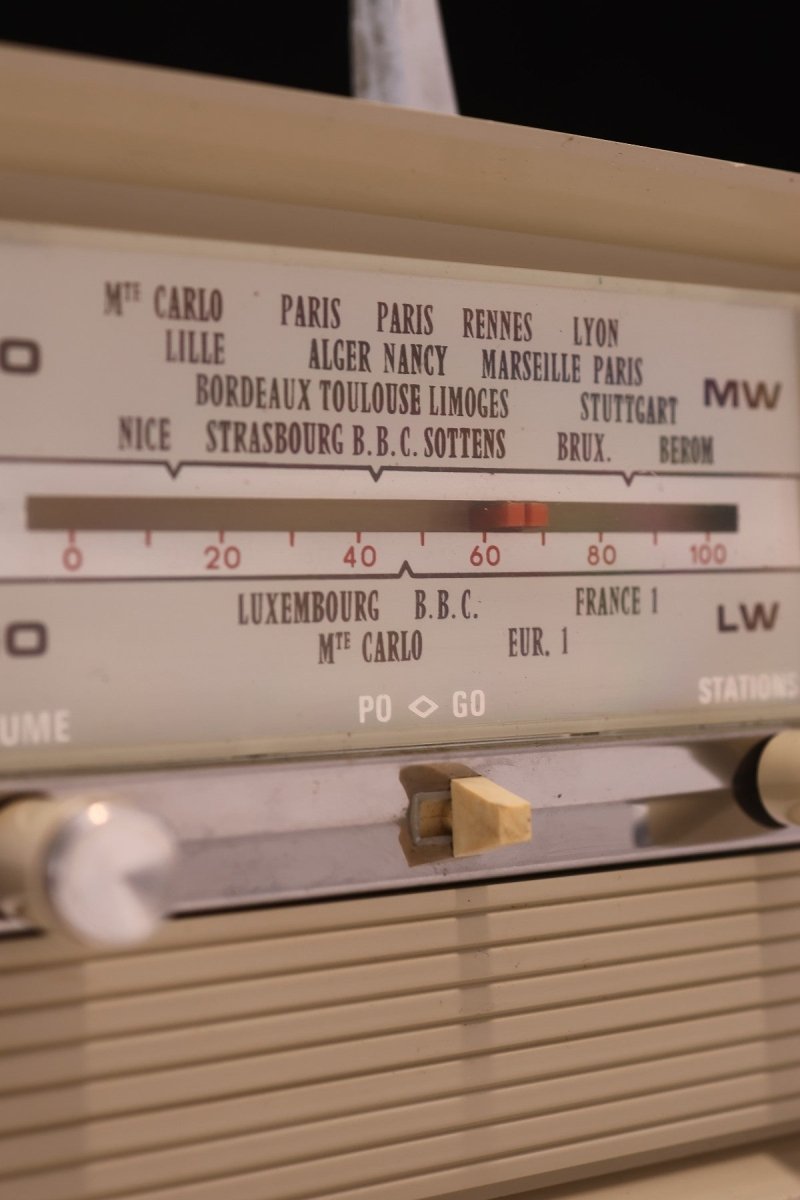 Mᵀᴱ CARLO PARIS PARIS RENNES LYON
LILLE ALGER NANCY MARSEILLE PARIS
O MW
BORDEAUX TOULOUSE LIMOGES STUTTGART
NICE STRASBOURG B.B.C. SOTTENS BRUX. BEROM
0 20 40 60 80 100
LUXEMBOURG B.B.C. FRANCE 1
O LW
Mᵀᴱ CARLO EUR. 1
UME PO GO STATIONS